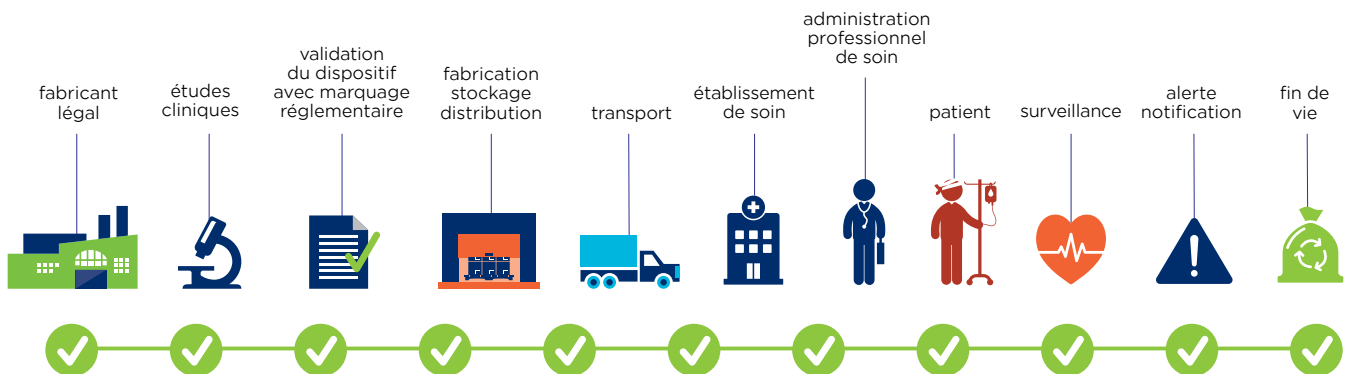 fabricant
légal
études
cliniques
validation
du dispositif
avec marquage
réglementaire
fabrication
stockage
distribution
transport
établissement
de soin
administration
professionnel
de soin
patient
surveillance
alerte
notification
fin de
vie